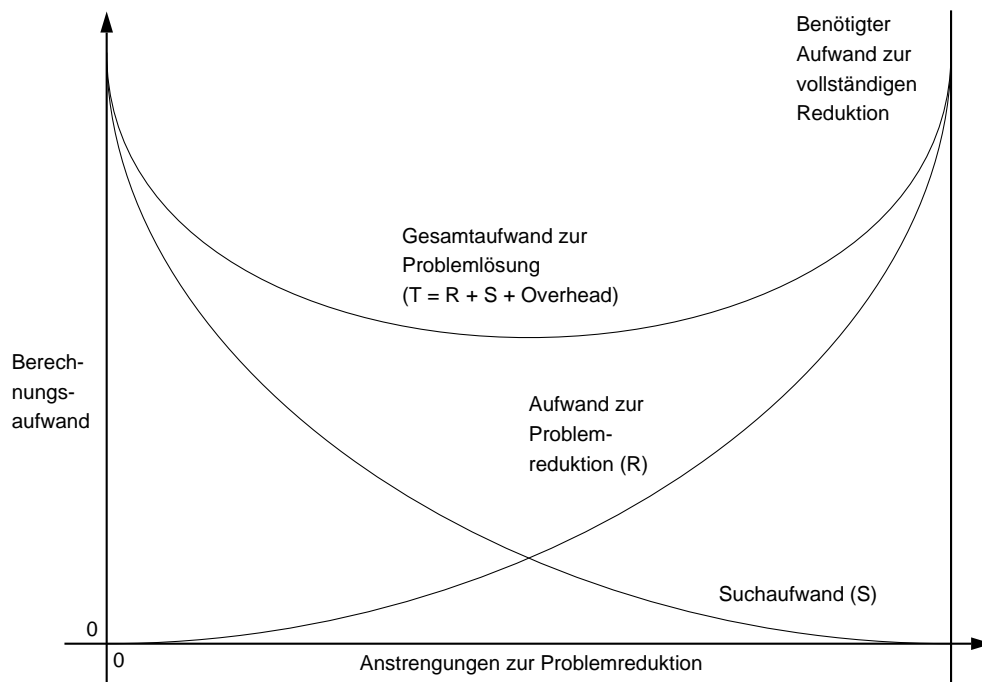 Benötigter
Aufwand zur
vollständigen
Reduktion
Gesamtaufwand zur
Problemlösung
(T = R + S + Overhead)
Berech-
nungs-
aufwand
Aufwand zur
Problem-
reduktion (R)
Suchaufwand (S)
0
0
Anstrengungen zur Problemreduktion